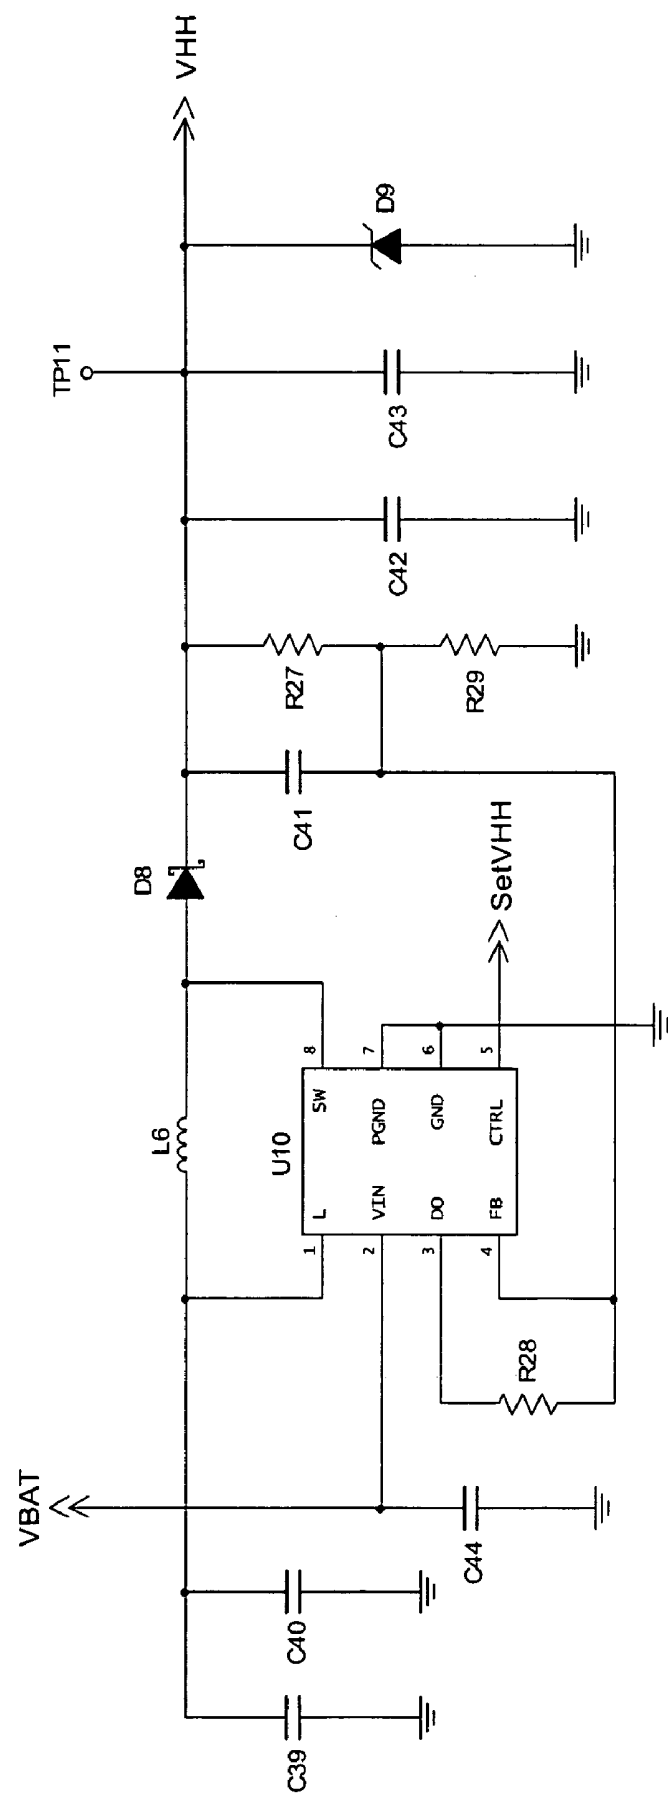 VHH
D9
TP11
C43
C42
R27
R29
C41
D8
SetVHH
8
7
6
5
SW
PGND
GND
CTRL
U10
L6
L
VIN
DO
FB
1
2
3
4
R28
VBAT
C44
C40
C39